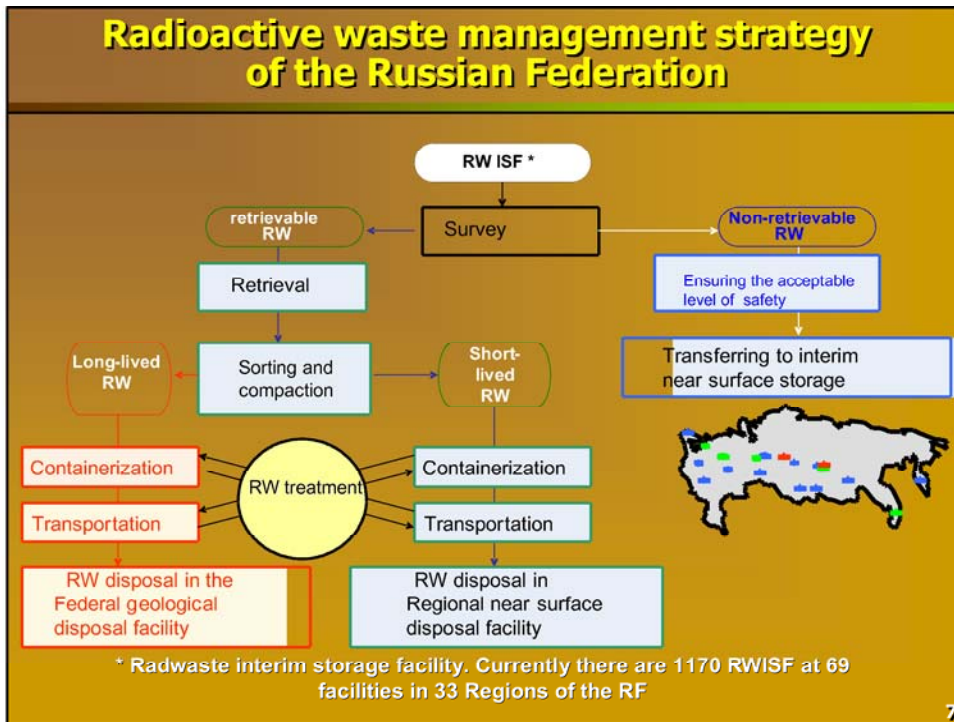 Radioactive waste management strategy
of the Russian Federation
RW ISF *
retrievable
RW
Survey
Non-retrievable
RW
Retrieval
Ensuring the acceptable
level of safety
Long-lived
RW
Sorting and
compaction
Short-
lived
RW
Transferring to interim
near surface storage
Containerization
RW treatment
Containerization
Transportation
Transportation
RW disposal in the
Federal geological
disposal facility
RW disposal in
Regional near surface
disposal facility
* Radwaste interim storage facility. Currently there are 1170 RWISF at 69
facilities in 33 Regions of the RF
7